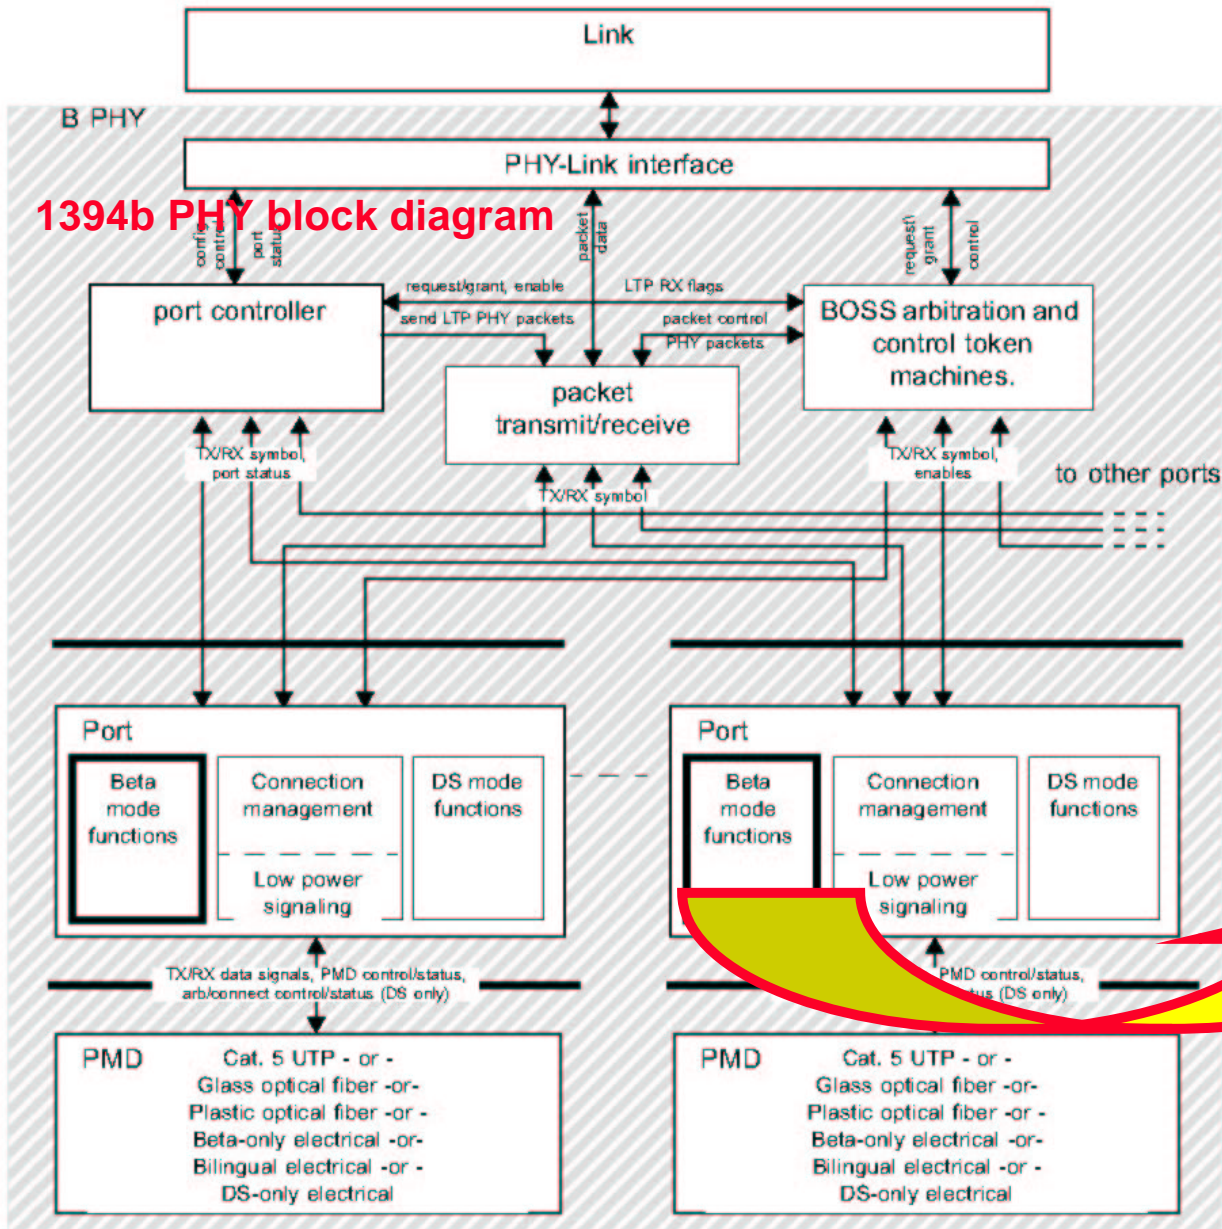 Link
B PHY
PHY-Link interface
1394b PHY block diagram
config
control
port
status
packet
data
request\
grant
control
port controller
request/grant, enable
LTP RX flags
send LTP PHY packets
packet control
PHY packets
BOSS arbitration and
control token
machines.
packet
transmit/receive
TX/RX symbol,
port status
TX/RX symbol
TX/RX symbol,
enables
to other ports
Port
Beta
mode
functions
Connection
management
Low power
signaling
DS mode
functions
Port
Beta
mode
functions
Connection
management
Low power
signaling
DS mode
functions
TX/RX data signals, PMD control/status,
arb/connect control/status (DS only)
PMD control/status,
(DS only)
PMD
Cat. 5 UTP - or -
Glass optical fiber -or-
Plastic optical fiber -or -
Beta-only electrical -or-
Bilingual electrical -or -
DS-only electrical
PMD
Cat. 5 UTP - or -
Glass optical fiber -or-
Plastic optical fiber -or -
Beta-only electrical -or-
Bilingual electrical -or -
DS-only electrical